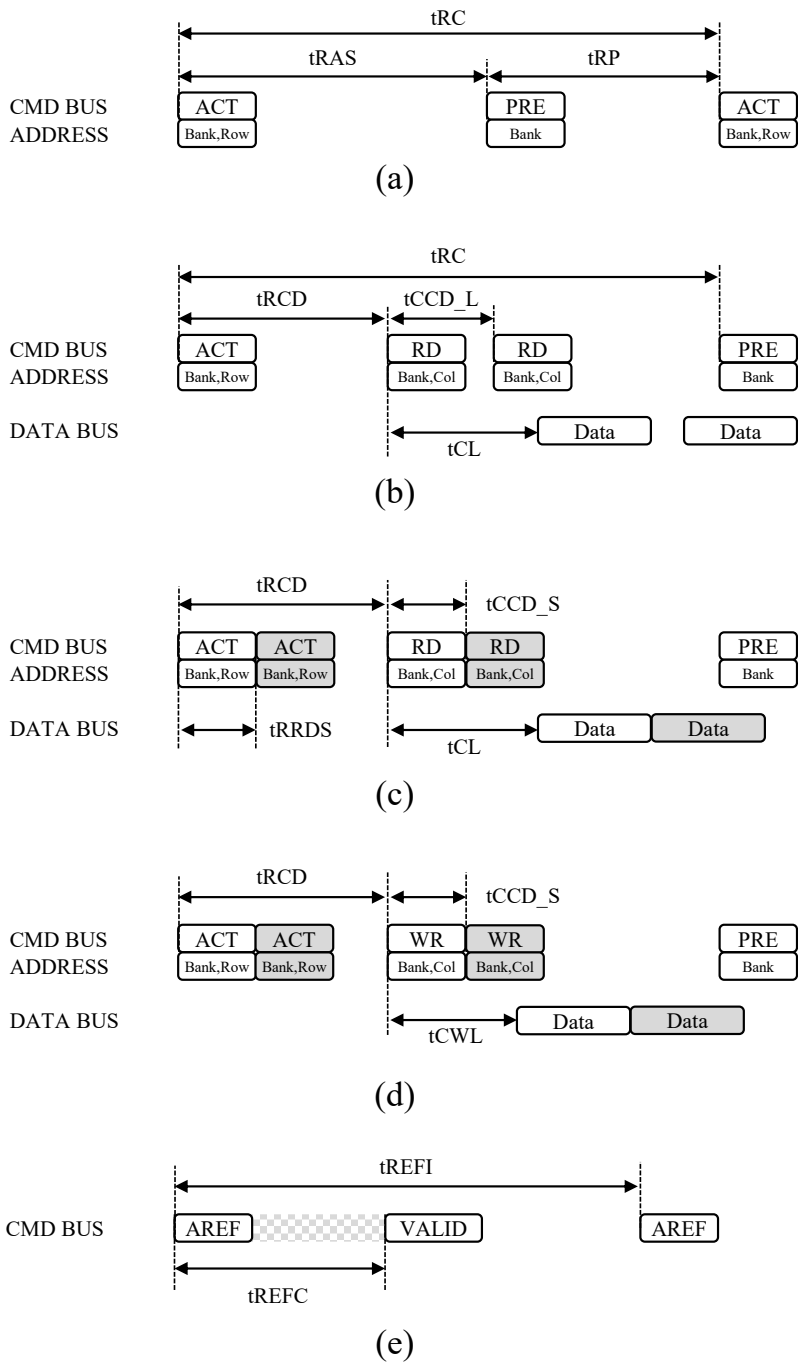 tRC
tRAS tRP
CMD BUS ACT PRE ACT
ADDRESS Bank,Row Bank Bank,Row
(a)
tRC
tRCD tCCD_L
CMD BUS ACT RD RD PRE
ADDRESS Bank,Row Bank,Col Bank,Col Bank
DATA BUS Data Data
tCL
(b)
tRCD tCCD_S
CMD BUS ACT ACT RD RD PRE
ADDRESS Bank,Row Bank,Row Bank,Col Bank,Col Bank
DATA BUS tRRDS Data Data
tCL
(c)
tRCD tCCD_S
CMD BUS ACT ACT WR WR PRE
ADDRESS Bank,Row Bank,Row Bank,Col Bank,Col Bank
DATA BUS Data Data
tCWL
(d)
tREFI
CMD BUS AREF VALID AREF
tREFC
(e)